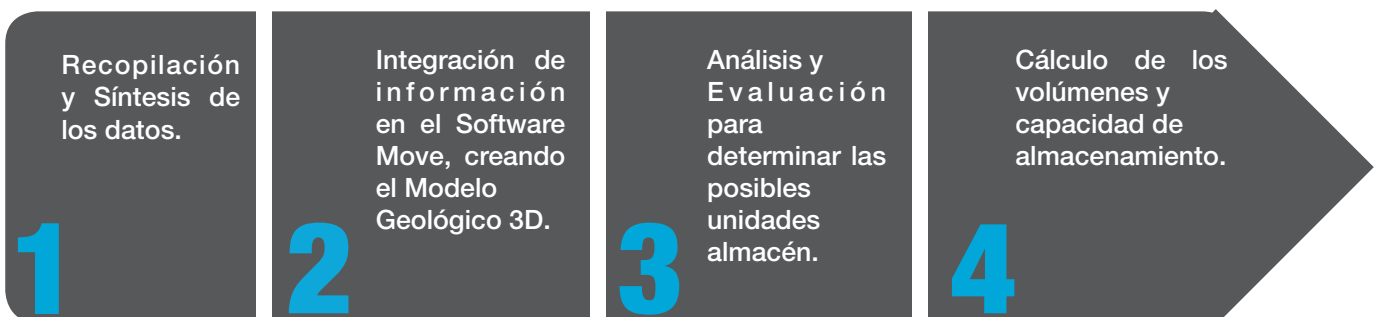 Recopilación
y Síntesis de
los datos.
1
Integración de
información
en el Software
Move, creando
el Modelo
Geológico 3D.
2
Análisis y
Evaluación
para
determinar las
posibles
unidades
almacén.
3
Cálculo de los
volúmenes y
capacidad de
almacenamiento.
4